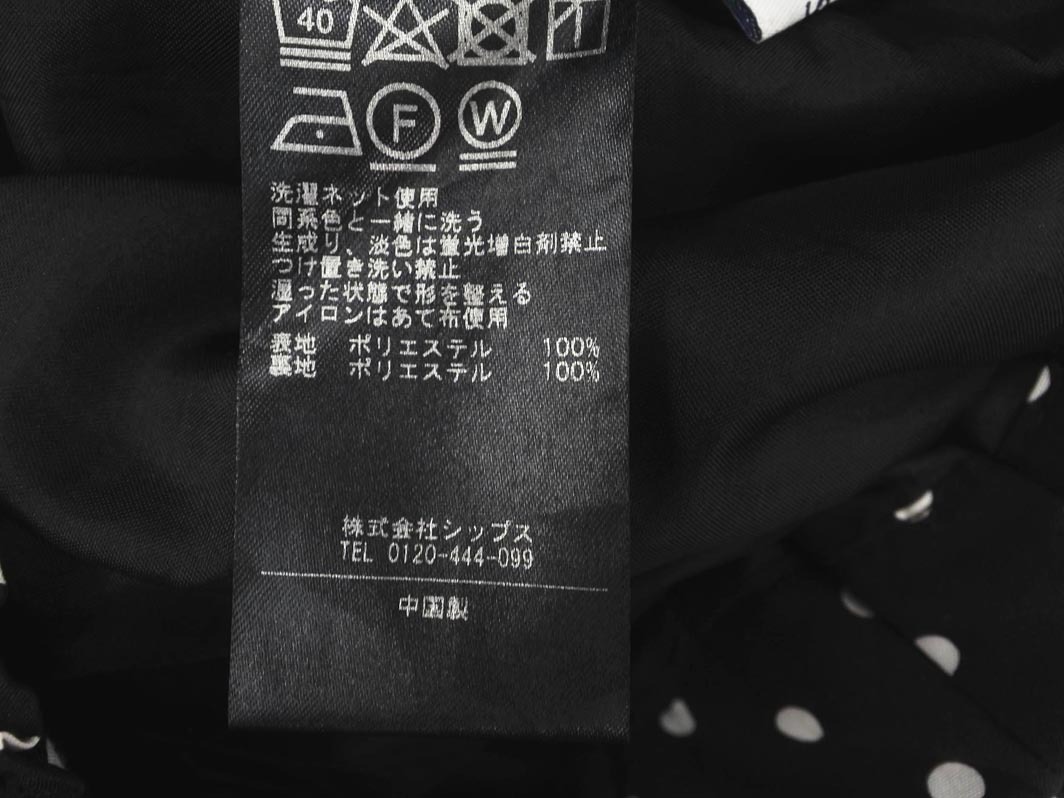 40
F W
洗濯ネット使用
同系色と一緒に洗う
生成り、淡色は蛍光増白剤禁止
つけ置き洗い禁止
湿った状態で形を整える
アイロンはあて布使用
表地 ポリエステル 100%
裏地 ポリエステル 100%
株式会社シップス
TEL 0120-444-099
中国製